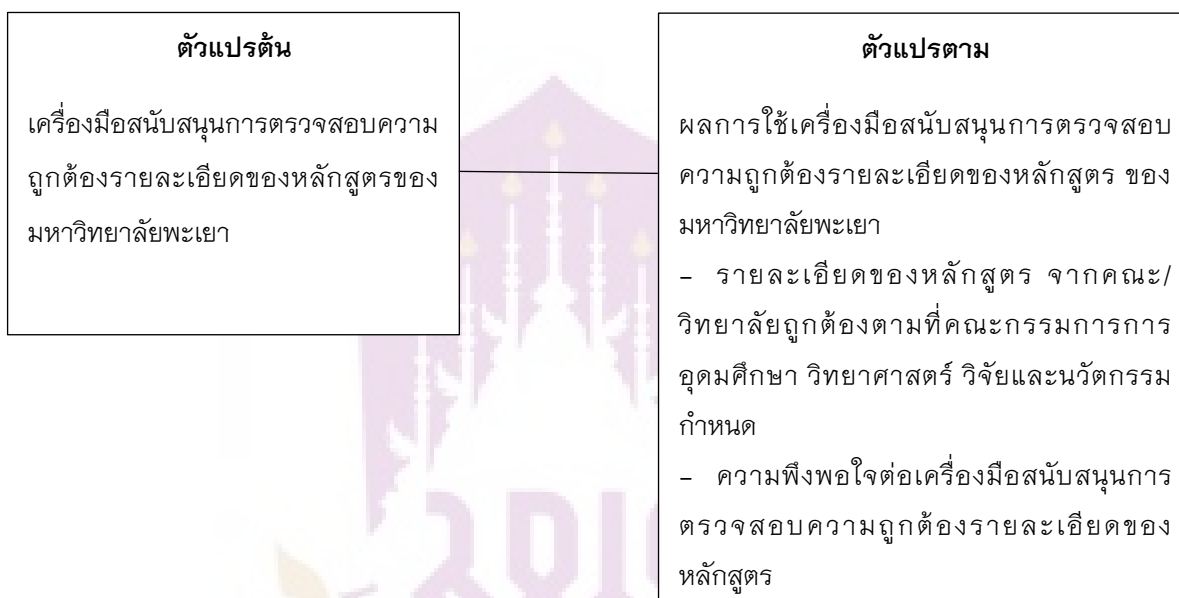 ตัวแปรต้น
เครื่องมือสนับสนุนการตรวจสอบความ
ถูกต้องรายละเอียดของหลักสูตรของ
มหาวิทยาลัยพะเยา
ตัวแปรตาม
ผลการใช้เครื่องมือสนับสนุนการตรวจสอบ
ความถูกต้องรายละเอียดของหลักสูตร ของ
มหาวิทยาลัยพะเยา
– รายละเอียดของหลักสูตร จากคณะ/
วิทยาลัยถูกต้องตามที่คณะกรรมการการ
อุดมศึกษา วิทยาศาสตร์ วิจัยและนวัตกรรม
กำหนด
– ความพึงพอใจต่อเครื่องมือสนับสนุนการ
ตรวจสอบความถูกต้องรายละเอียดของ
หลักสูตร